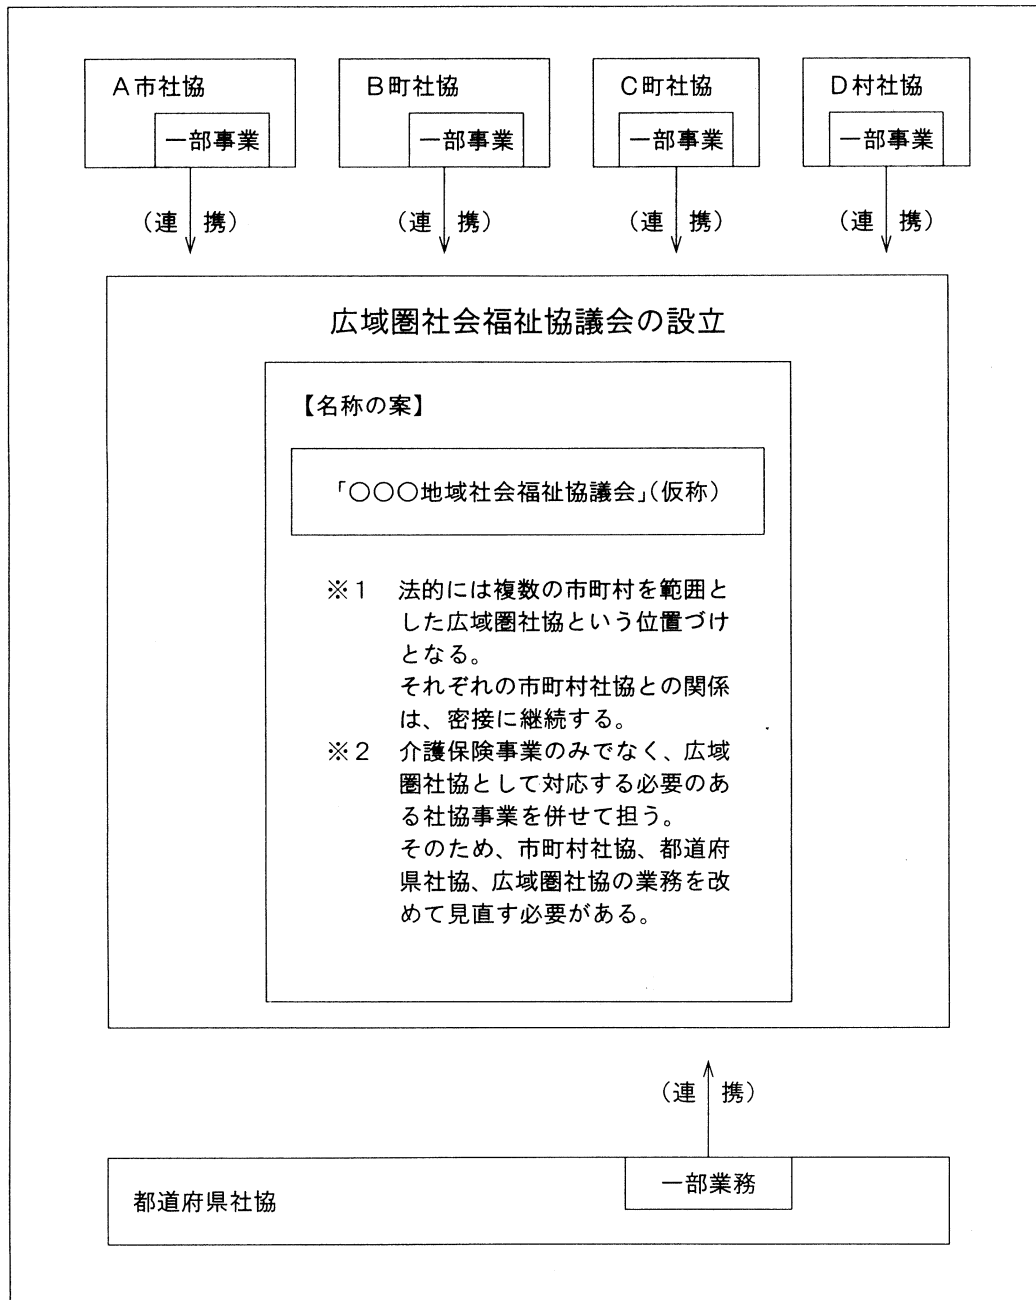 A市社協
B町社協
C町社協
D村社協
一部事業
一部事業
一部事業
一部事業
(連 携)
(連 携)
(連 携)
(連 携)
広域圏社会福祉協議会の設立
【名称の案】
「○○○地域社会福祉協議会」(仮称)
※1 法的には複数の市町村を範囲と
した広域圏社協という位置づけ
となる。
それぞれの市町村社協との関係
は、密接に継続する。
※2 介護保険事業のみでなく、広域
圏社協として対応する必要のあ
る社協事業を併せて担う。
そのため、市町村社協、都道府
県社協、広域圏社協の業務を改
めて見直す必要がある。
(連 携)
一部業務
都道府県社協